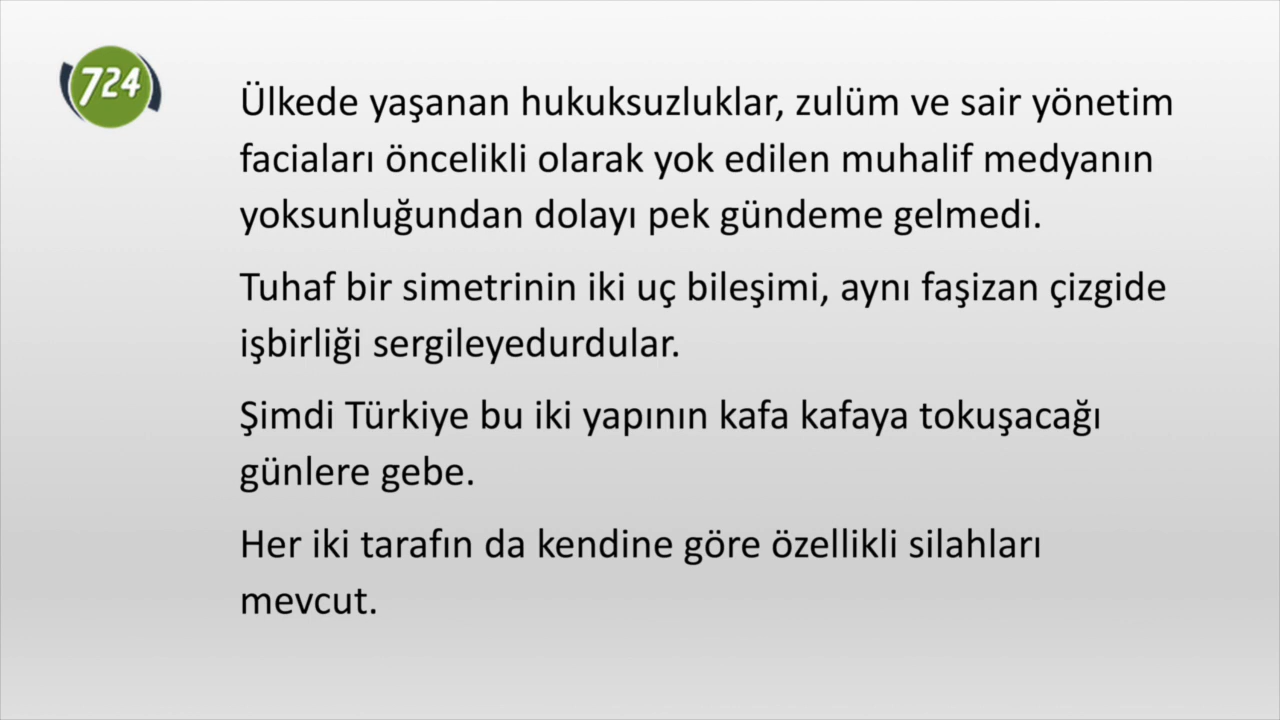 724
Ülkede yaşanan hukuksuzluklar, zulüm ve sair yönetim
faciaları öncelikli olarak yok edilen muhalif medyanın
yoksunluğundan dolayı pek gündeme gelmedi.
Tuhaf bir simetrinin iki uç bileşimi, aynı faşizan çizgide
işbirliği sergileyedurdular.
Şimdi Türkiye bu iki yapının kafa kafaya tokuşacağı
günlere gebe.
Her iki tarafın da kendine göre özellikli silahları
mevcut.